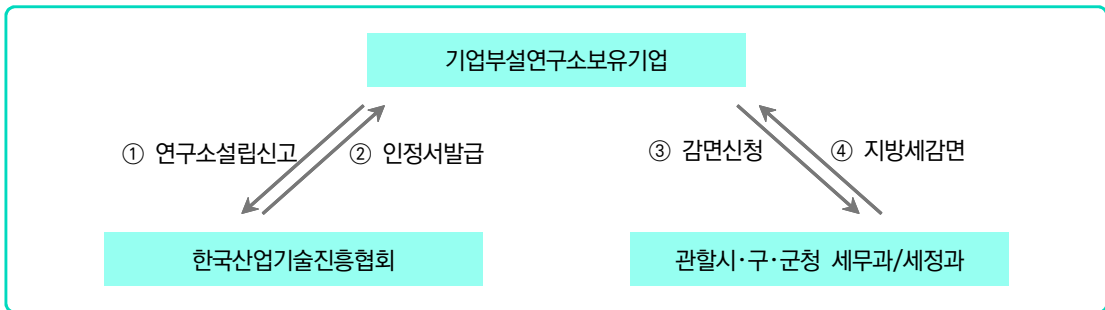 기업부설연구소보유기업
① 연구소설립신고
② 인정서발급
③ 감면신청
④ 지방세감면
한국산업기술진흥협회
관할시·구·군청 세무과/세정과